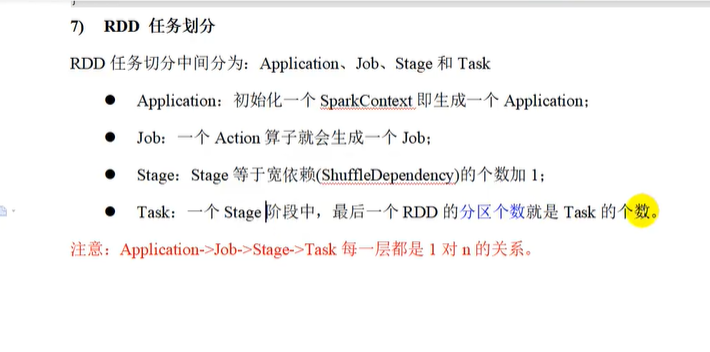 7) RDD 任务划分
RDD 任务切分中间分为：Application、Job、Stage 和 Task
● Application：初始化一个 SparkContext 即生成一个 Application；
● Job：一个 Action 算子就会生成一个 Job；
● Stage：Stage 等于宽依赖(ShuffleDependency)的个数加 1；
● Task：一个 Stage 阶段中，最后一个 RDD 的分区个数就是 Task 的个数。
注意：Application->Job->Stage->Task 每一层都是 1 对 n 的关系。